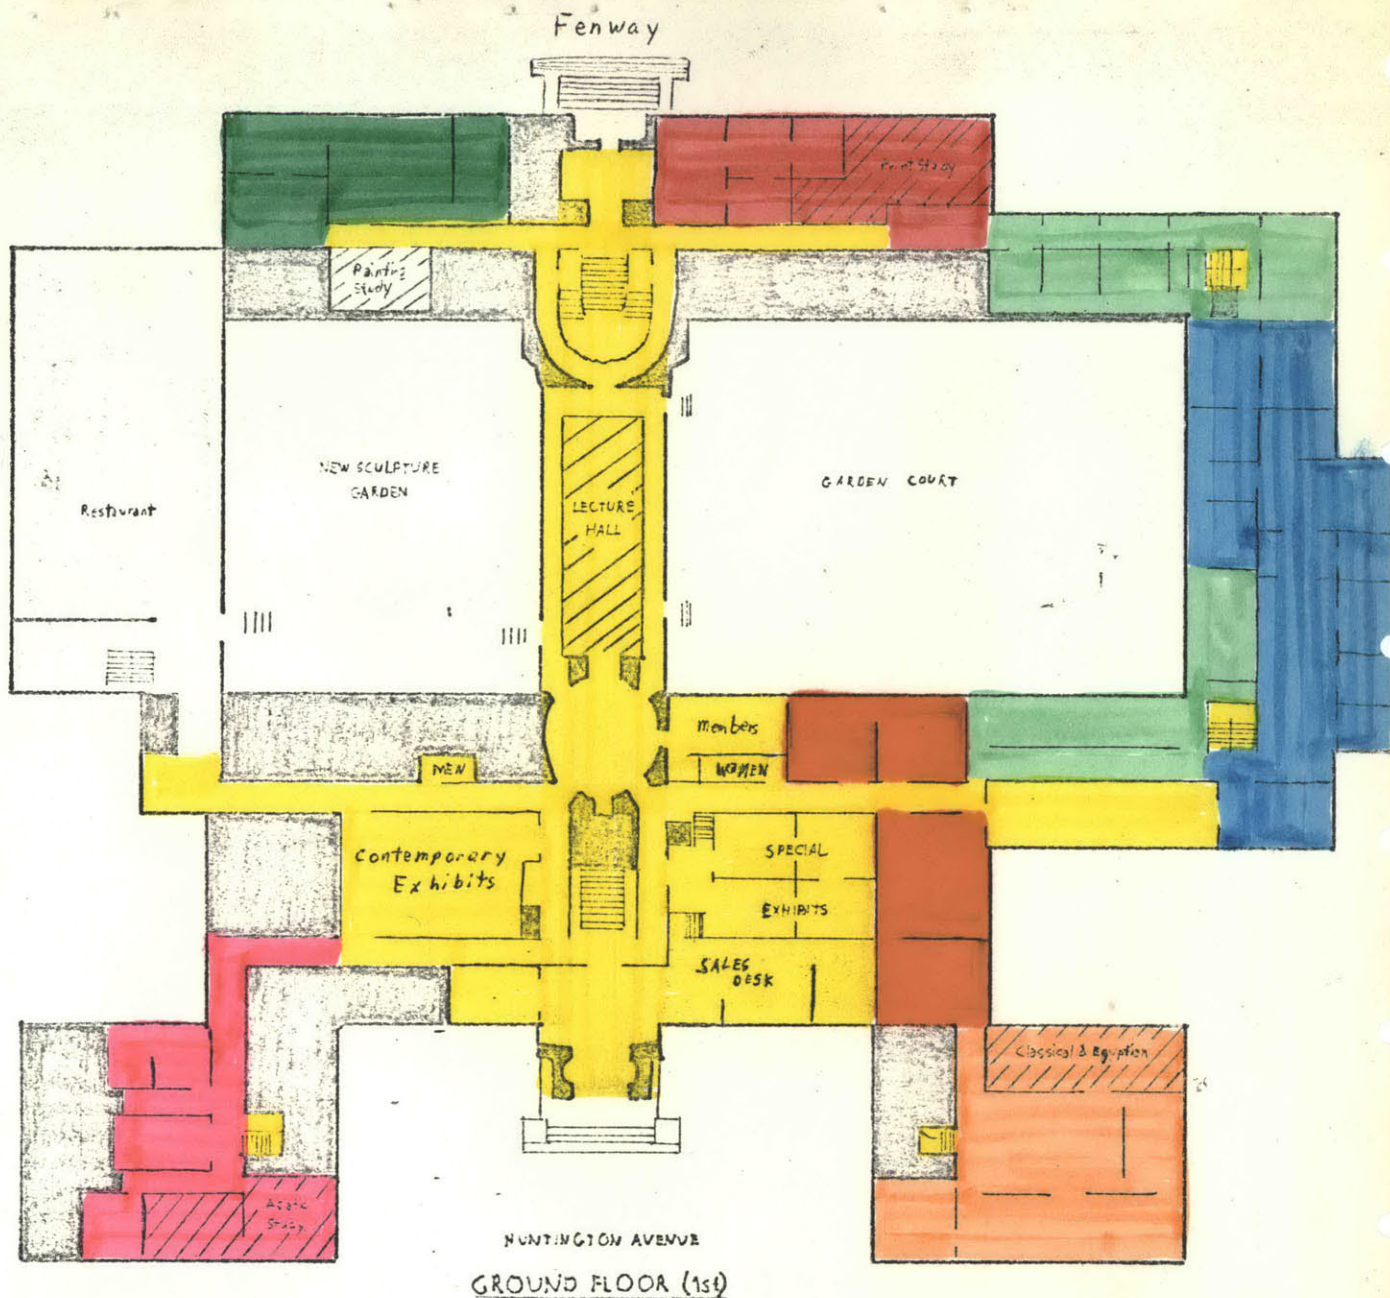 Fenway
Print Study
Painting
Study
NEW SCULPTURE
GARDEN
GARDEN COURT
Restaurant
LECTURE
HALL
members
MEN
WOMEN
Contemporary
Exhibits
SPECIAL
EXHIBITS
SALES
DESK
Classical & Egyption
Asiatic
Study
HUNTINGTON AVENUE
GROUND FLOOR (1st)